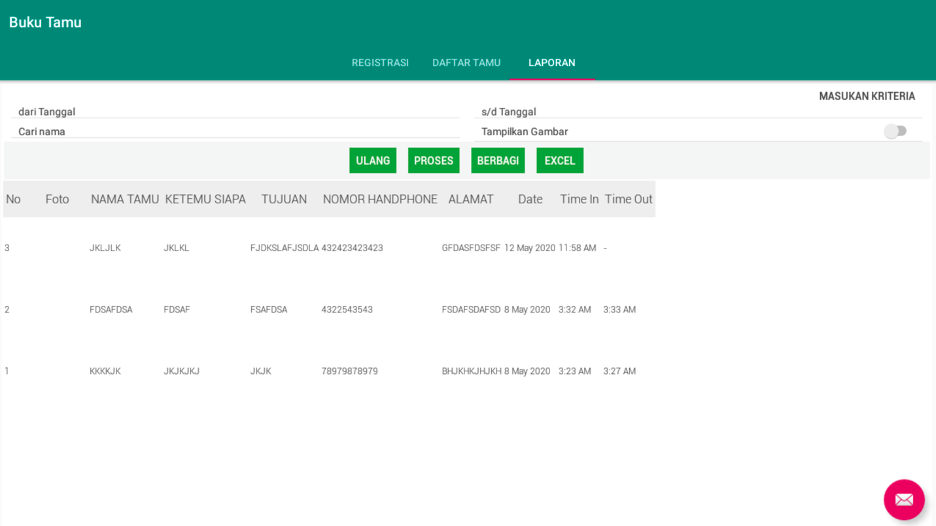 Buku Tamu
REGISTRASI DAFTAR TAMU LAPORAN
MASUKAN KRITERIA
dari Tanggal s/d Tanggal
Cari nama Tampilkan Gambar
ULANG PROSES BERBAGI EXCEL
No Foto NAMA TAMU KETEMU SIAPA TUJUAN NOMOR HANDPHONE ALAMAT Date Time In Time Out
3 JKLJLK JKLKL FJDKSLAFJSDLA 432423423423 GFDASFDSFSF 12 May 2020 11:58 AM -
2 FDSAFDSA FDSAF FSAFDSA 4322543543 FSDAFSDAFSD 8 May 2020 3:32 AM 3:33 AM
1 KKKKJK JKJKJKJ JKJK 78979878979 BHJKHKJHJKH 8 May 2020 3:23 AM 3:27 AM